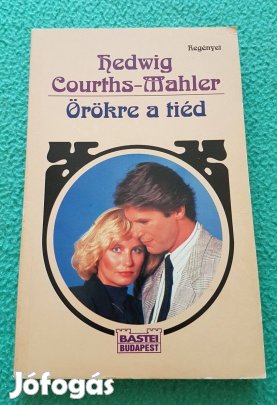 Regényei
Hedwig
Courths-Mahler
Örökre a tiéd
BASTEI
BUDAPEST
Jófogás